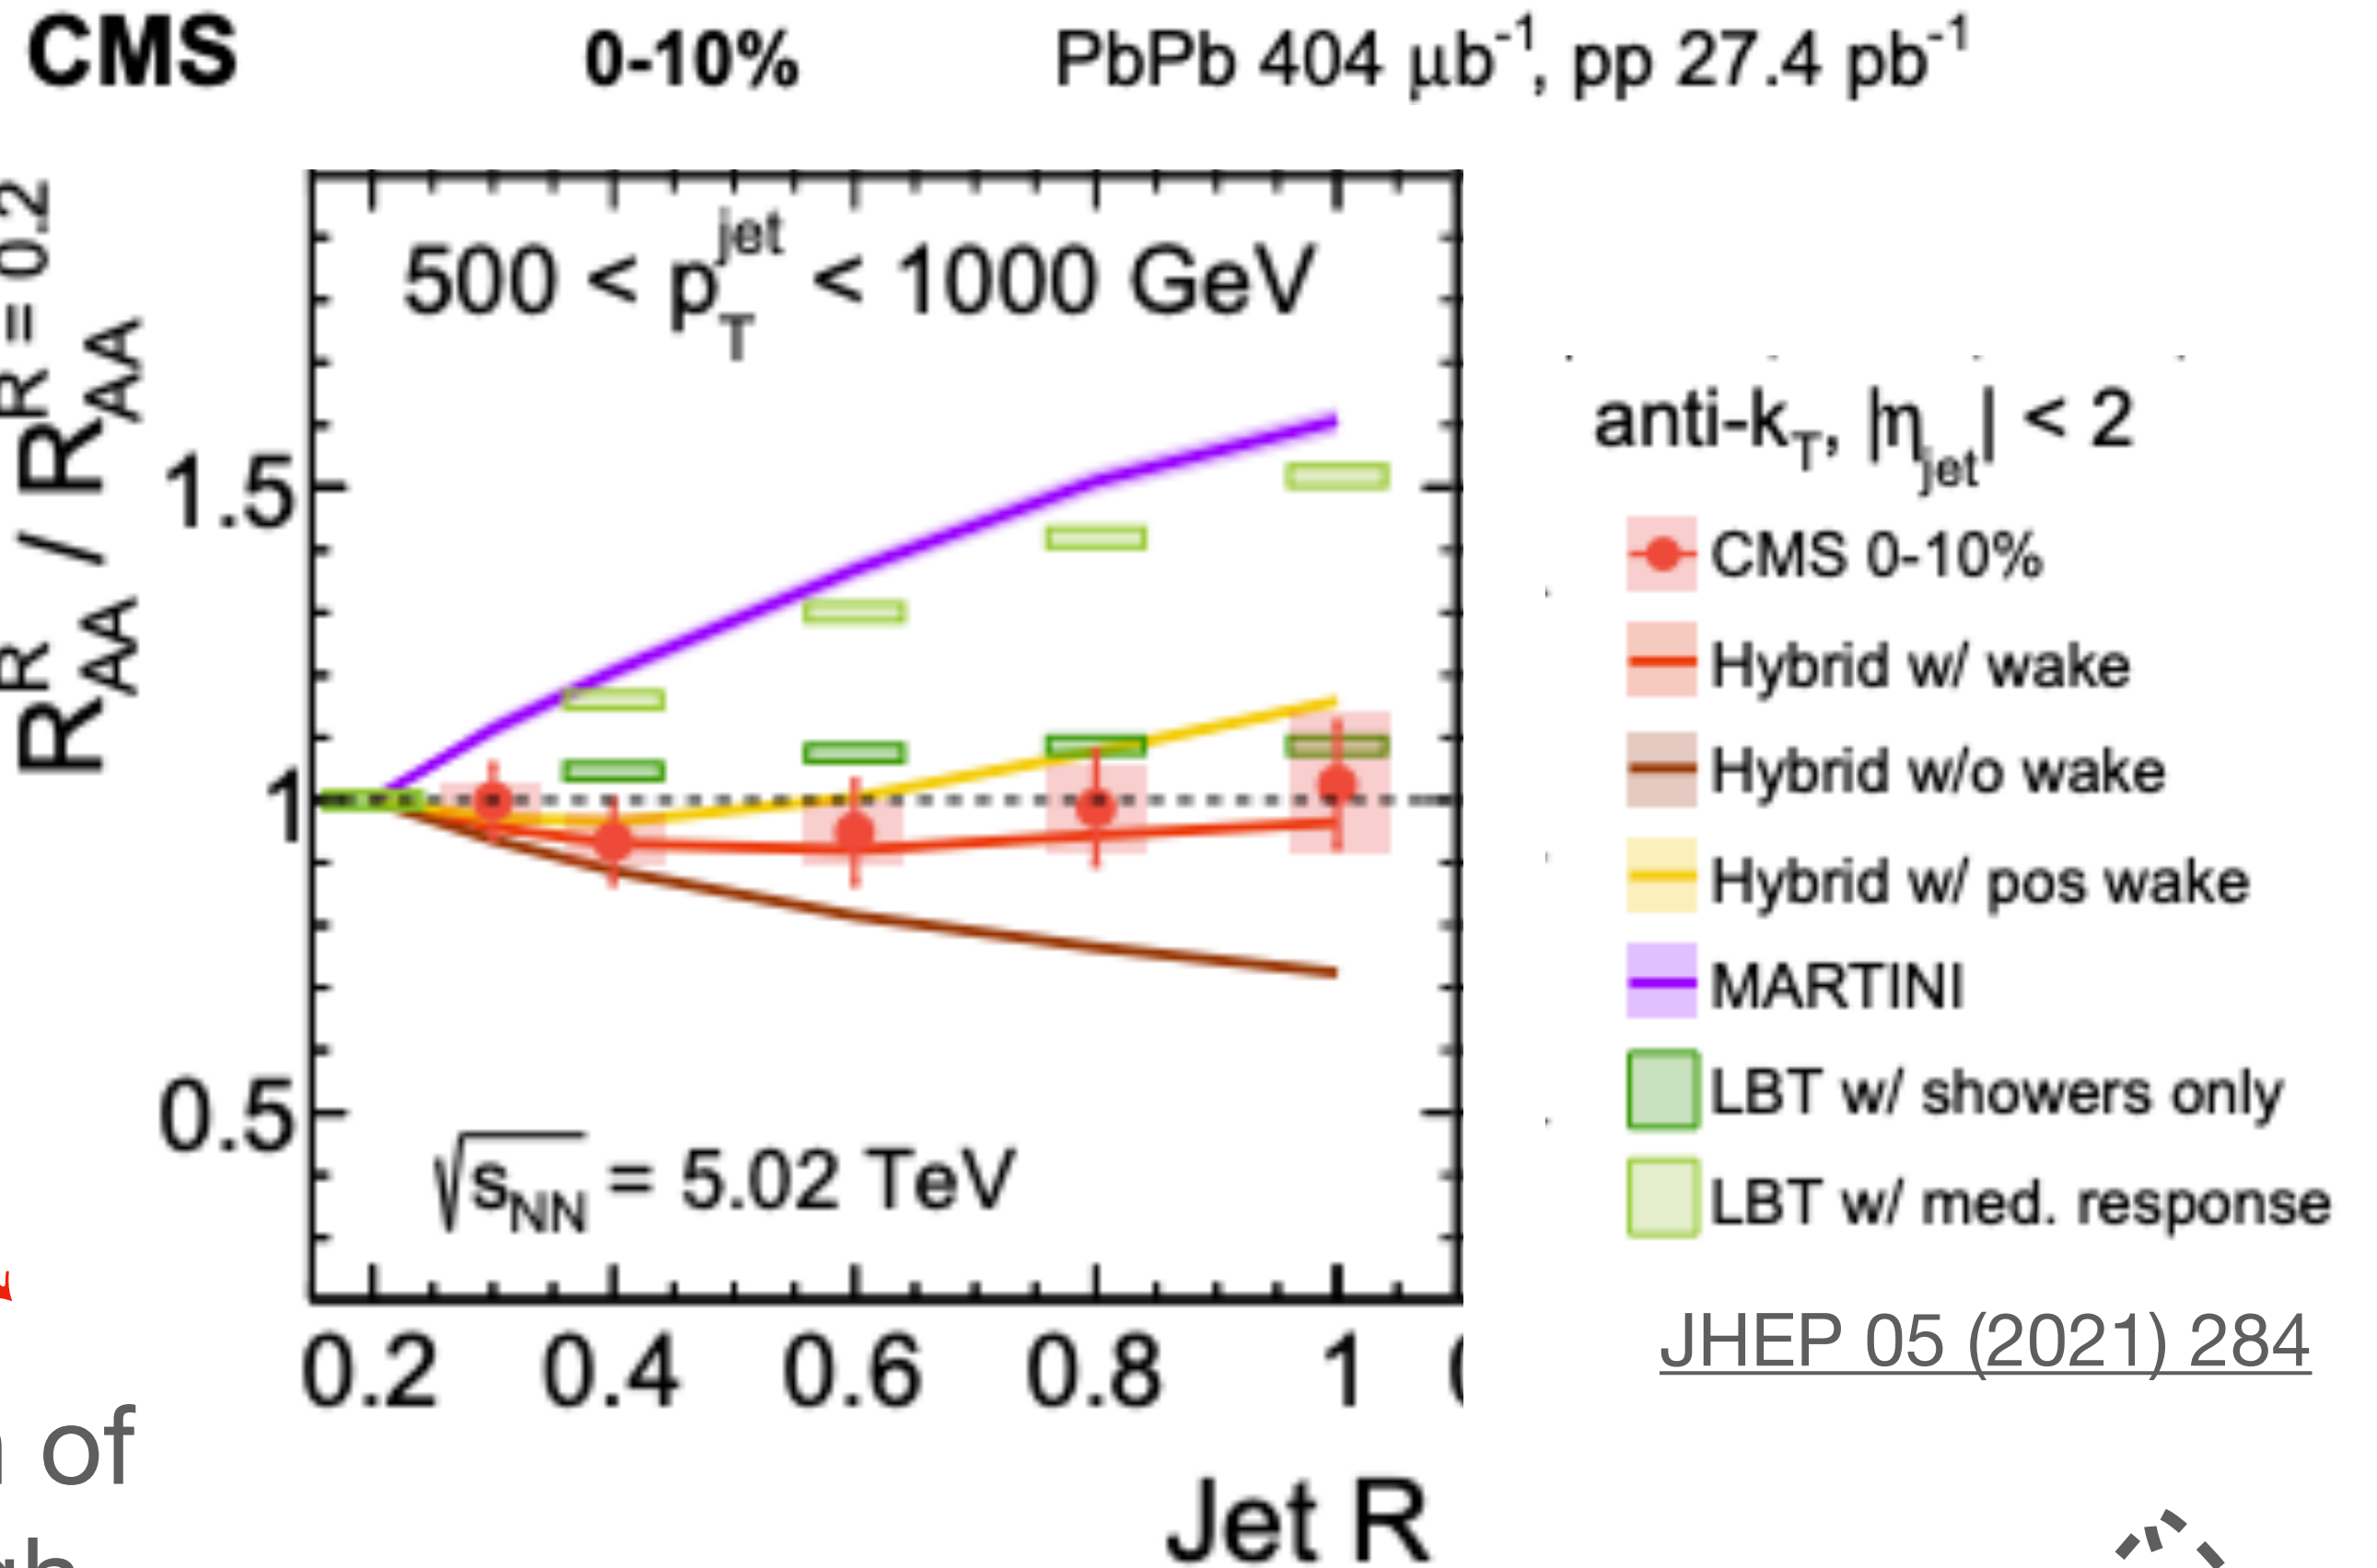 CMS 0-10% PbPb 404 μb⁻¹, pp 27.4 pb⁻¹
R_AA^R / R_AA^{R = 0.2}
500 < p_T^{jet} < 1000 GeV
1.5
1
0.5
√s_NN = 5.02 TeV
0.2 0.4 0.6 0.8 1
Jet R
anti-k_T, |η_jet| < 2
CMS 0-10%
Hybrid w/ wake
Hybrid w/o wake
Hybrid w/ pos wake
MARTINI
LBT w/ showers only
LBT w/ med. response
JHEP 05 (2021) 284
of